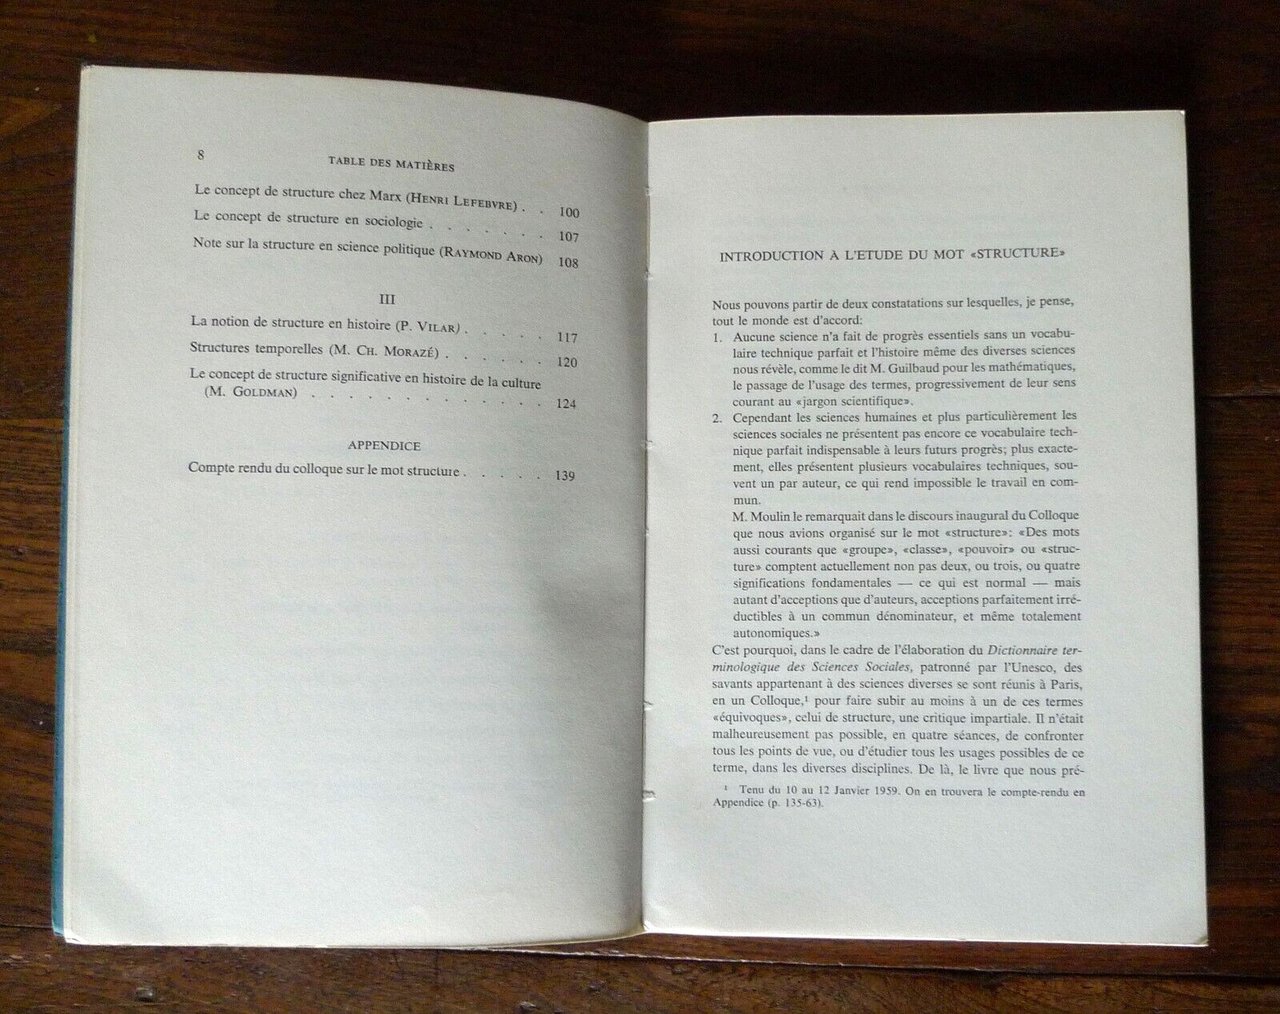 8
TABLE DES MATIÈRES
Le concept de structure chez Marx (HENRI LEFEBVRE) . . 100
Le concept de structure en sociologie . . . . . . . 107
Note sur la structure en science politique (RAYMOND ARON) 108
III
La notion de structure en histoire (P. VILAR) . . . . . 117
Structures temporelles (M. CH. MORAZÉ) . . . . . . 120
Le concept de structure significative en histoire de la culture
(M. GOLDMAN) . . . . . . . . . . . . . 124
APPENDICE
Compte rendu du colloque sur le mot structure . . . . . 139
INTRODUCTION À L'ETUDE DU MOT «STRUCTURE»
Nous pouvons partir de deux constatations sur lesquelles, je pense,
tout le monde est d'accord:
1. Aucune science n'a fait de progrès essentiels sans un vocabu-
laire technique parfait et l'histoire même des diverses sciences
nous révèle, comme le dit M. Guilbaud pour les mathématiques,
le passage de l'usage des termes, progressivement de leur sens
courant au «jargon scientifique».
2. Cependant les sciences humaines et plus particulièrement les
sciences sociales ne présentent pas encore ce vocabulaire tech-
nique parfait indispensable à leurs futurs progrès; plus exacte-
ment, elles présentent plusieurs vocabulaires techniques, sou-
vent un par auteur, ce qui rend impossible le travail en com-
mun.
M. Moulin le remarquait dans le discours inaugural du Colloque
que nous avions organisé sur le mot «structure»: «Des mots
aussi courants que «groupe», «classe», «pouvoir» ou «struc-
ture» comptent actuellement non pas deux, ou trois, ou quatre
significations fondamentales — ce qui est normal — mais
autant d'acceptions que d'auteurs, acceptions parfaitement irré-
ductibles à un commun dénominateur, et même totalement
autonomiques.»
C'est pourquoi, dans le cadre de l'élaboration du Dictionnaire ter-
minologique des Sciences Sociales, patronné par l'Unesco, des
savants appartenant à des sciences diverses se sont réunis à Paris,
en un Colloque,¹ pour faire subir au moins à un de ces termes
«équivoques», celui de structure, une critique impartiale. Il n'était
malheureusement pas possible, en quatre séances, de confronter
tous les points de vue, ou d'étudier tous les usages possibles de ce
terme, dans les diverses disciplines. De là, le livre que nous pré-
¹ Tenu du 10 au 12 Janvier 1959. On en trouvera le compte-rendu en
Appendice (p. 135-63).